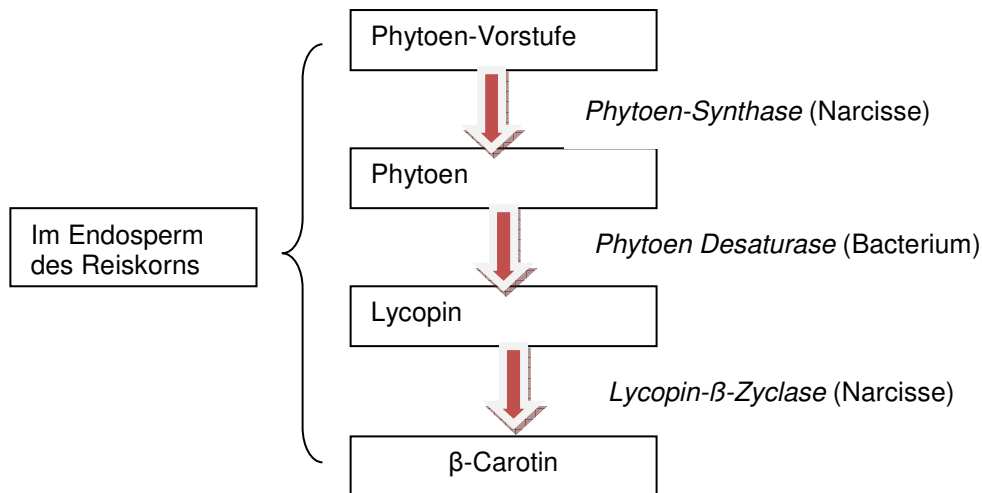 Phytoen-Vorstufe
Phytoen-Synthase (Narcisse)
Phytoen
Im Endosperm
des Reiskorns
Phytoen Desaturase (Bacterium)
Lycopin
Lycopin-ß-Zyclase (Narcisse)
β-Carotin